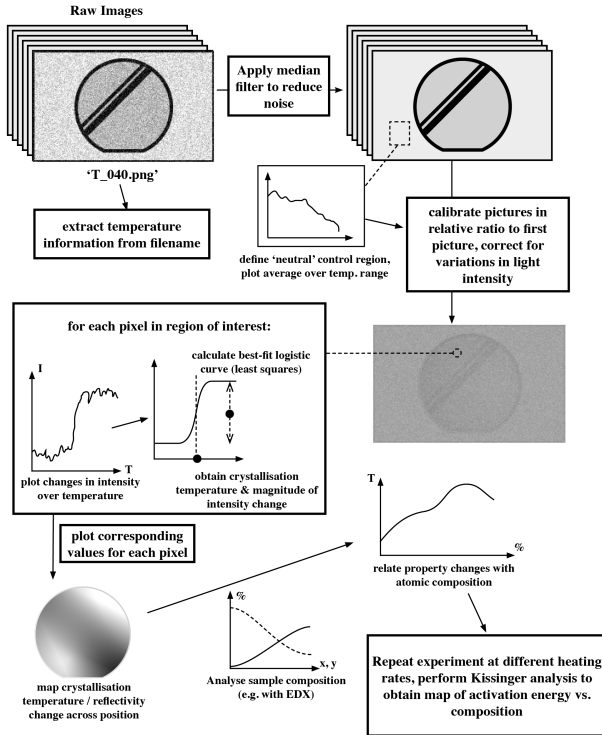 Raw Images
Apply median
filter to reduce
noise
‘T_040.png’
extract temperature
information from filename
define ‘neutral’ control region,
plot average over temp. range
calibrate pictures in
relative ratio to first
picture, correct for
variations in light
intensity
for each pixel in region of interest:
calculate best-fit logistic
curve (least squares)
I
T
plot changes in intensity
over temperature
obtain crystallisation
temperature & magnitude of
intensity change
plot corresponding
values for each pixel
T
%
relate property changes with
atomic composition
%
x, y
Analyse sample composition
(e.g. with EDX)
map crystallisation
temperature / reflectivity
change across position
Repeat experiment at different heating
rates, perform Kissinger analysis to
obtain map of activation energy vs.
composition